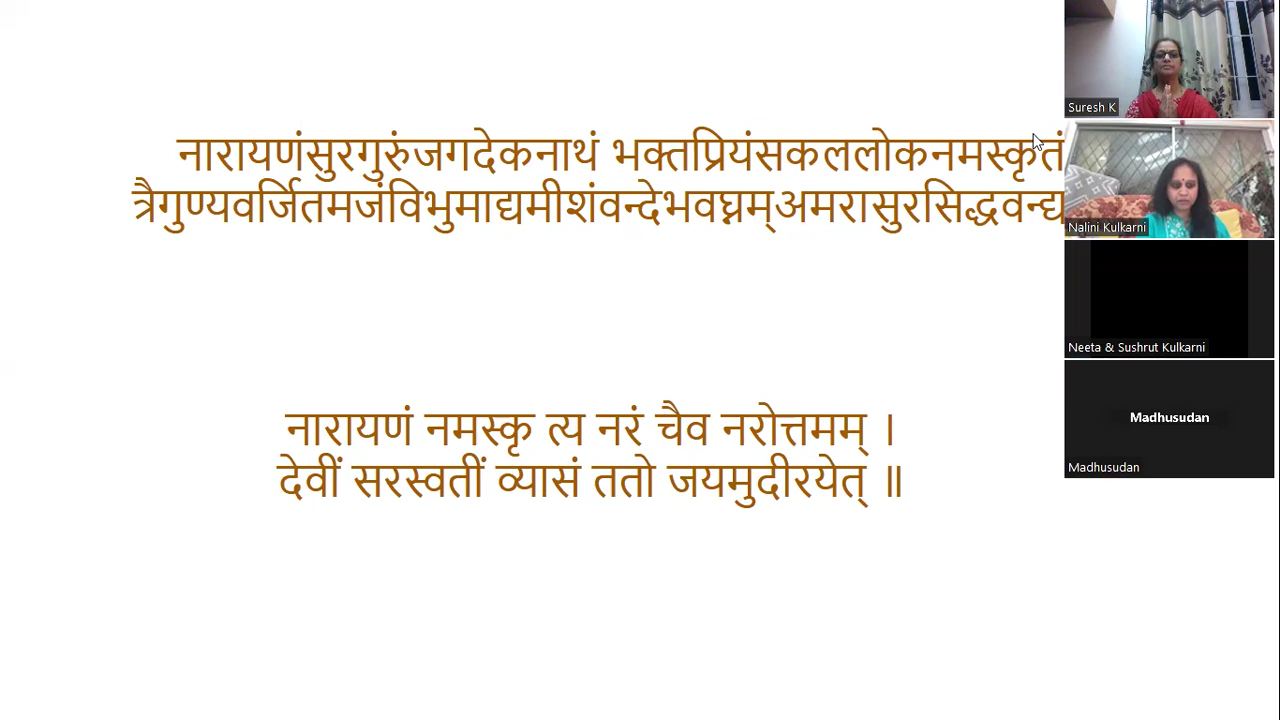 नारायणंसुरगुरुंजगदेकनाथं भक्तप्रियंसकललोकनमस्कृतं
त्रैगुण्यवर्जितमजंविभुमाद्यमीशंवन्देभवघ्नम्अमरासुरसिद्धवन्द्य
नारायणं नमस्कृ त्य नरं चैव नरोत्तमम् ।
देवीं सरस्वतीं व्यासं ततो जयमुदीरयेत् ॥
Suresh K
Nalini Kulkarni
Neeta & Sushrut Kulkarni
Madhusudan
Madhusudan